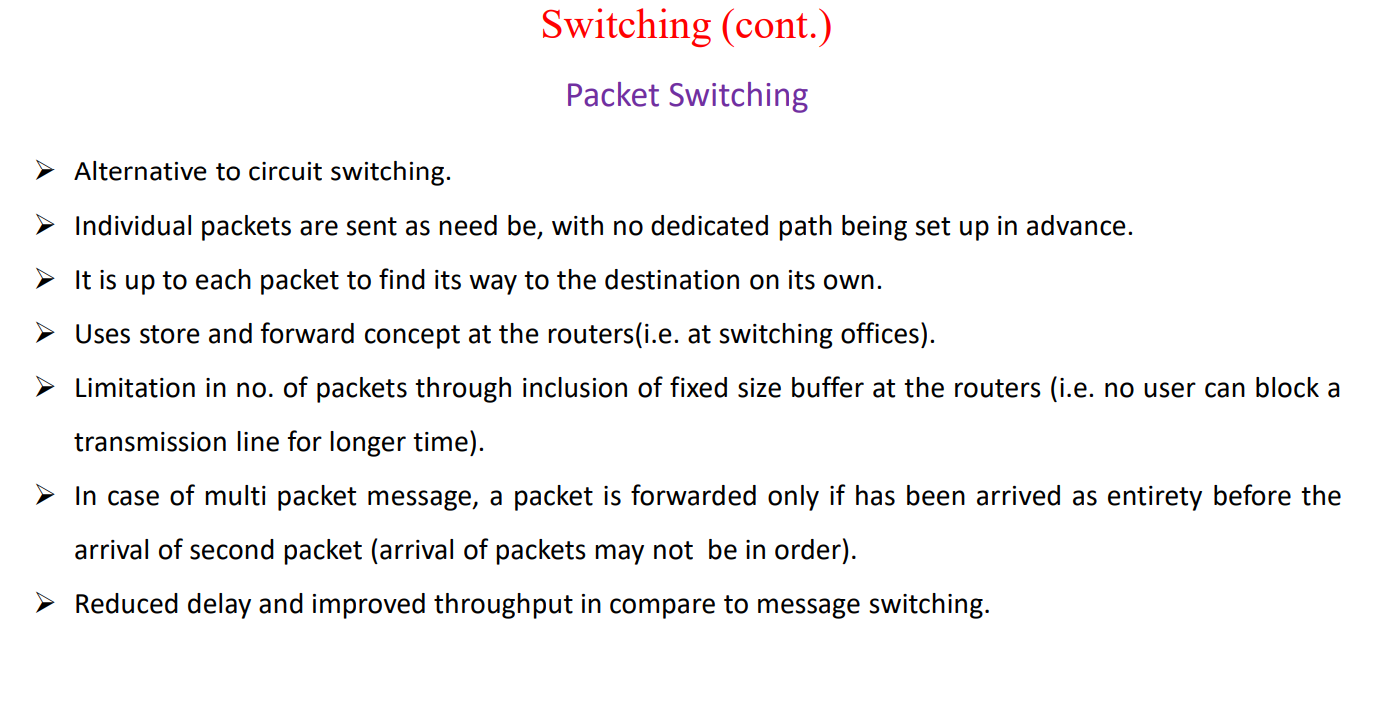 Switching (cont.)
Packet Switching
➢ Alternative to circuit switching.
➢ Individual packets are sent as need be, with no dedicated path being set up in advance.
➢ It is up to each packet to find its way to the destination on its own.
➢ Uses store and forward concept at the routers(i.e. at switching offices).
➢ Limitation in no. of packets through inclusion of fixed size buffer at the routers (i.e. no user can block a
transmission line for longer time).
➢ In case of multi packet message, a packet is forwarded only if has been arrived as entirety before the
arrival of second packet (arrival of packets may not  be in order).
➢ Reduced delay and improved throughput in compare to message switching.